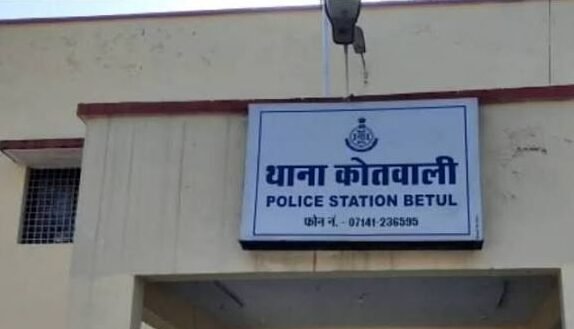 थाना कोतवाली
POLICE STATION BETUL
फोन नं. - 07141-236595